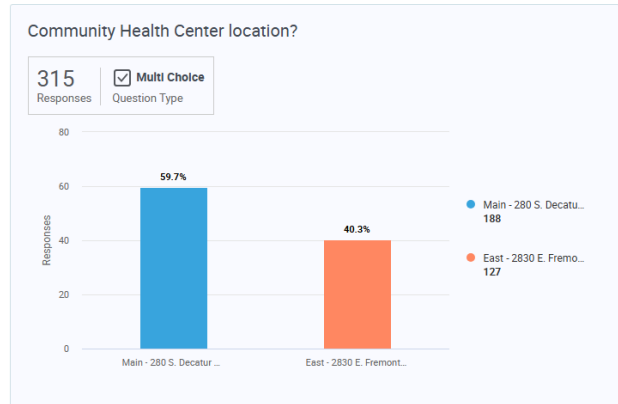 Community Health Center location?
315
Responses
Multi Choice
Question Type
80
60
40
20
0
Responses
59.7%
40.3%
Main - 280 S. Decatur ...
East - 2830 E. Fremont...
Main - 280 S. Decatu...
188
East - 2830 E. Fremo...
127